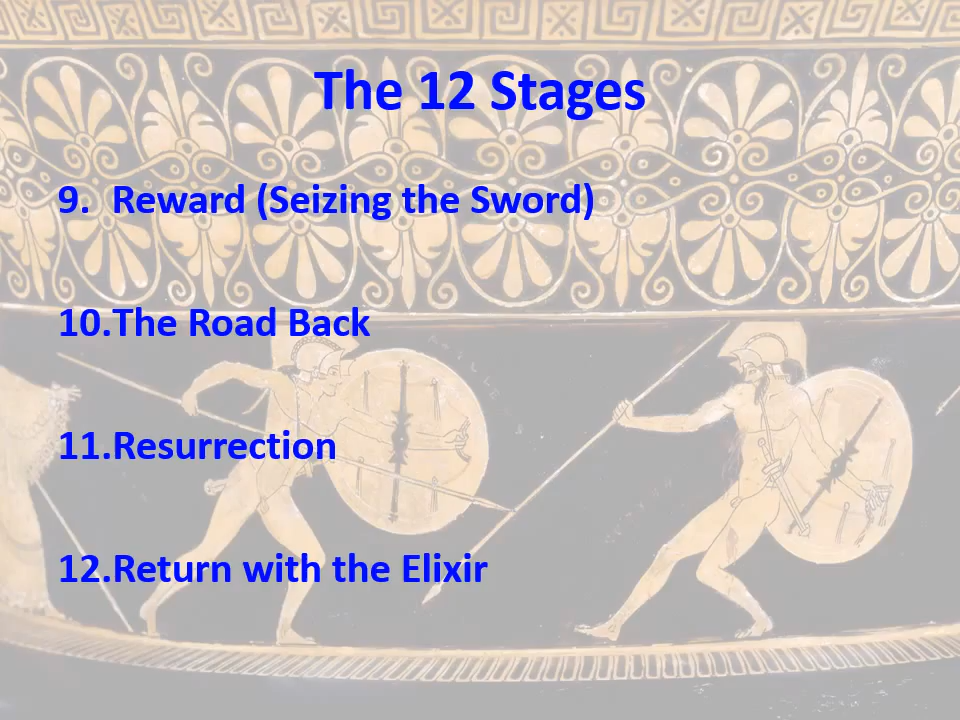 The 12 Stages
9. Reward (Seizing the Sword)
10.The Road Back
11.Resurrection
12.Return with the Elixir